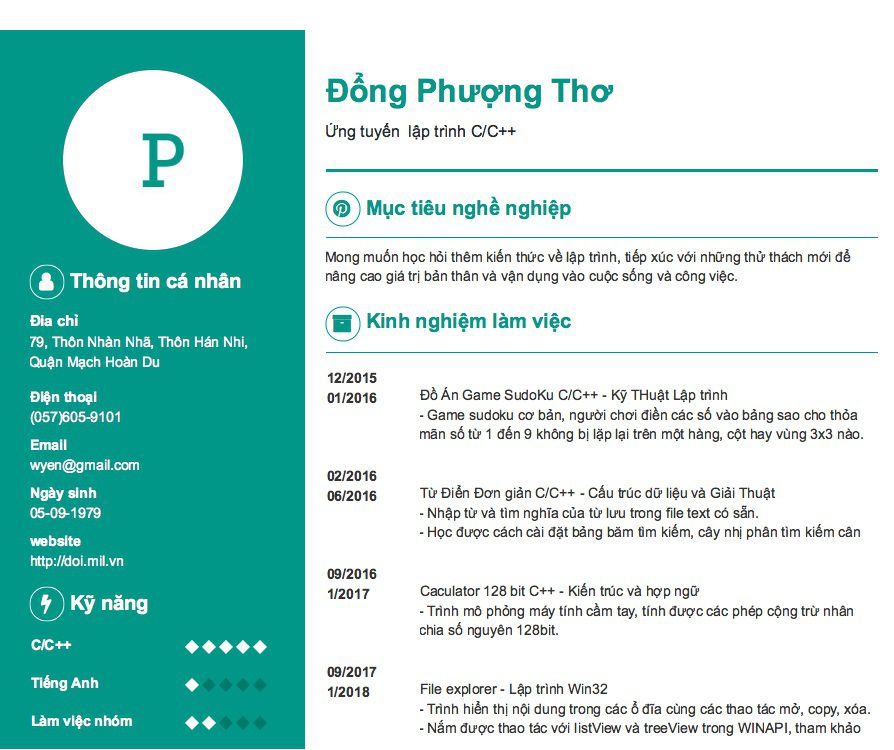 P
Thông tin cá nhân
Địa chỉ
79, Thôn Nhàn Nhã, Thôn Hán Nhi,
Quận Mạch Hoàn Du
Điện thoại
(057)605-9101
Email
wyen@gmail.com
Ngày sinh
05-09-1979
website
http://doi.mil.vn
Kỹ năng
C/C++
Tiếng Anh
Làm việc nhóm
Đổng Phượng Thơ
Ứng tuyển lập trình C/C++
Mục tiêu nghề nghiệp
Mong muốn học hỏi thêm kiến thức về lập trình, tiếp xúc với những thử thách mới để
nâng cao giá trị bản thân và vận dụng vào cuộc sống và công việc.
Kinh nghiệm làm việc
12/2015
01/2016
Đồ Án Game SudoKu C/C++ - Kỹ THuật Lập trình
- Game sudoku cơ bản, người chơi điền các số vào bảng sao cho thỏa
mãn số từ 1 đến 9 không bị lặp lại trên một hàng, cột hay vùng 3x3 nào.
02/2016
06/2016
Từ Điển Đơn giản C/C++ - Cấu trúc dữ liệu và Giải Thuật
- Nhập từ và tìm nghĩa của từ lưu trong file text có sẵn.
- Học được cách cài đặt bảng băm tìm kiếm, cây nhị phân tìm kiếm cân
09/2016
1/2017
Caculator 128 bit C++ - Kiến trúc và hợp ngữ
- Trình mô phỏng máy tính cầm tay, tính được các phép cộng trừ nhân
chia số nguyên 128bit.
09/2017
1/2018
File explorer - Lập trình Win32
- Trình hiển thị nội dung trong các ổ đĩa cùng các thao tác mở, copy, xóa.
- Nắm được thao tác với listView và treeView trong WINAPI, tham khảo